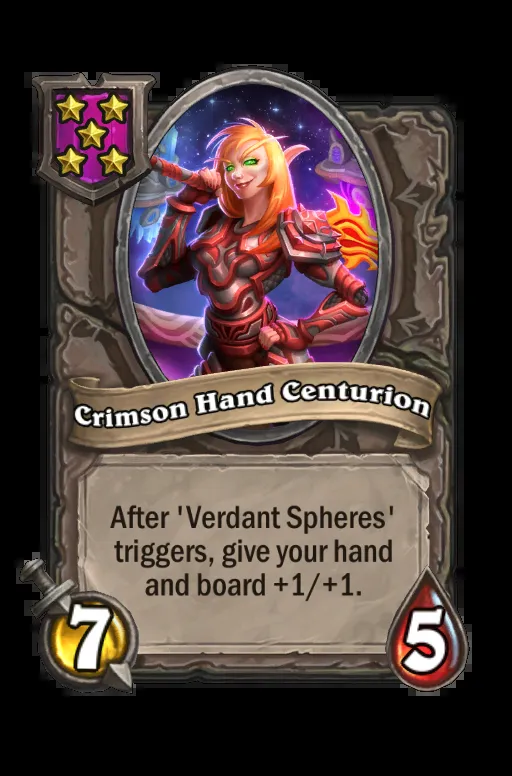 Crimson Hand Centurion
After 'Verdant Spheres'
triggers, give your hand
and board +1/+1.
7
5